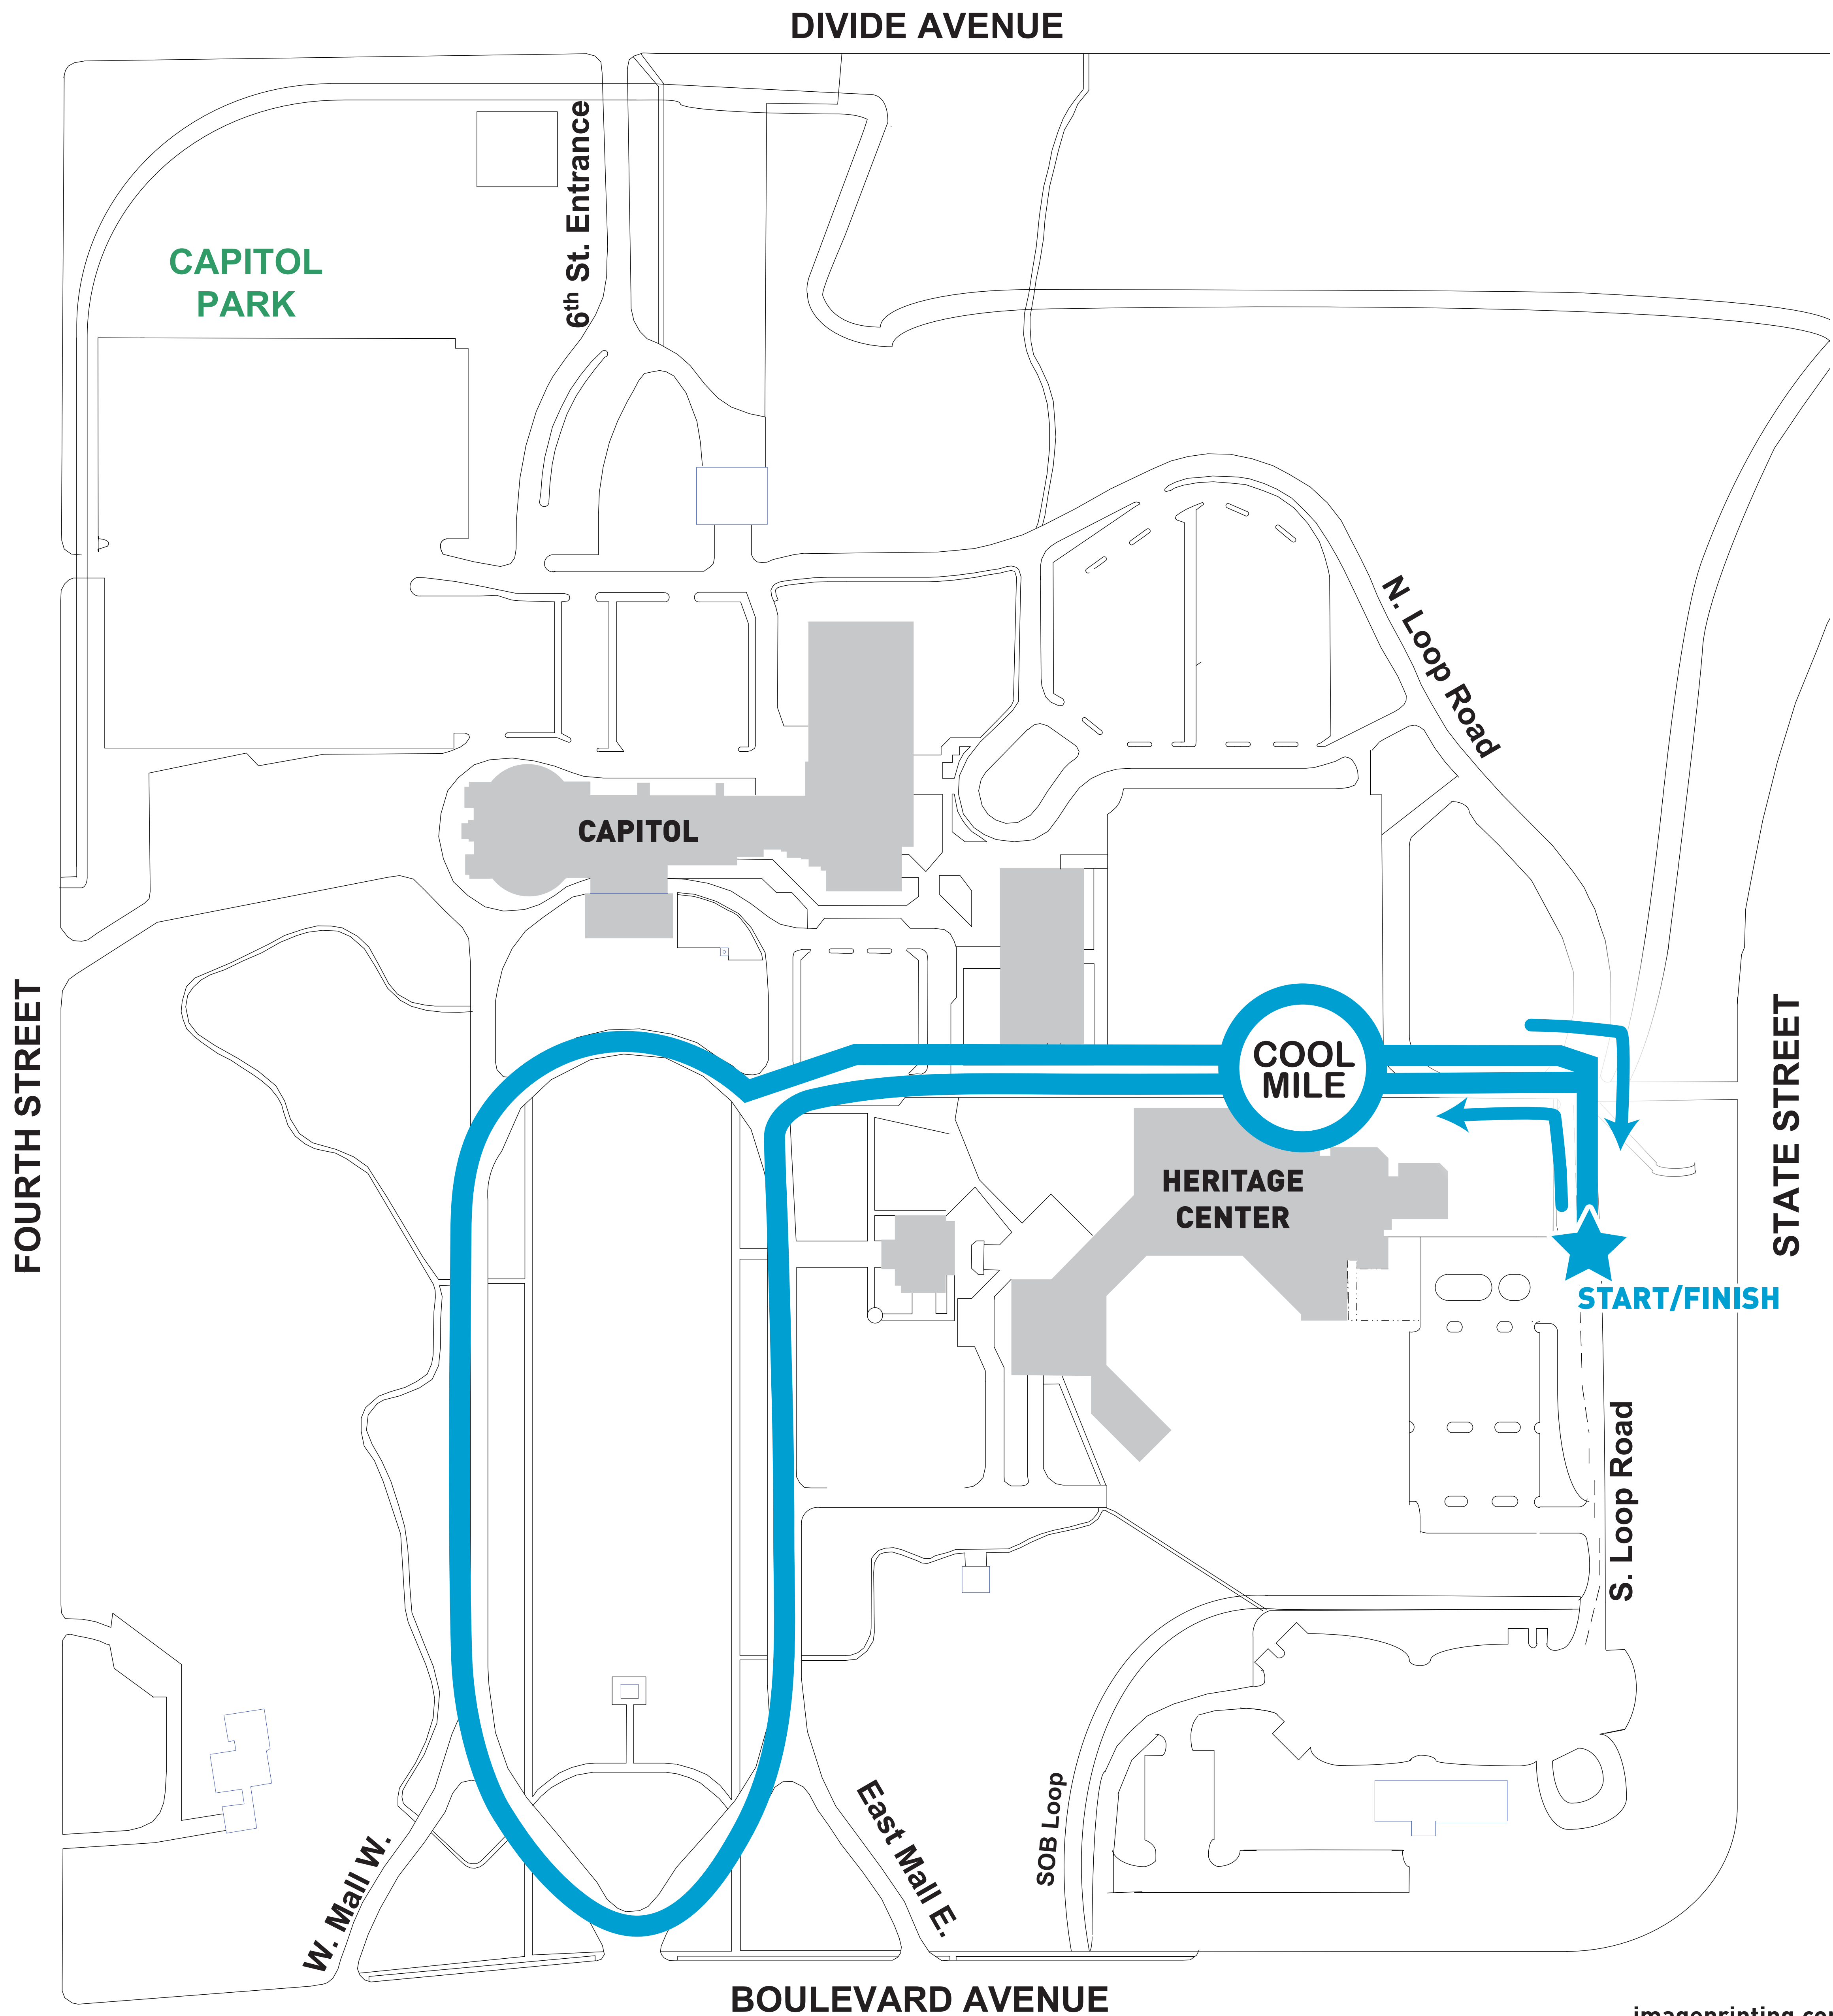 DIVIDE AVENUE
6th St. Entrance
CAPITOL
PARK
N. Loop Road
CAPITOL
FOURTH STREET
STATE STREET
COOL
MILE
HERITAGE
CENTER
START/FINISH
S. Loop Road
SOB Loop
East Mall E.
W. Mall W.
BOULEVARD AVENUE